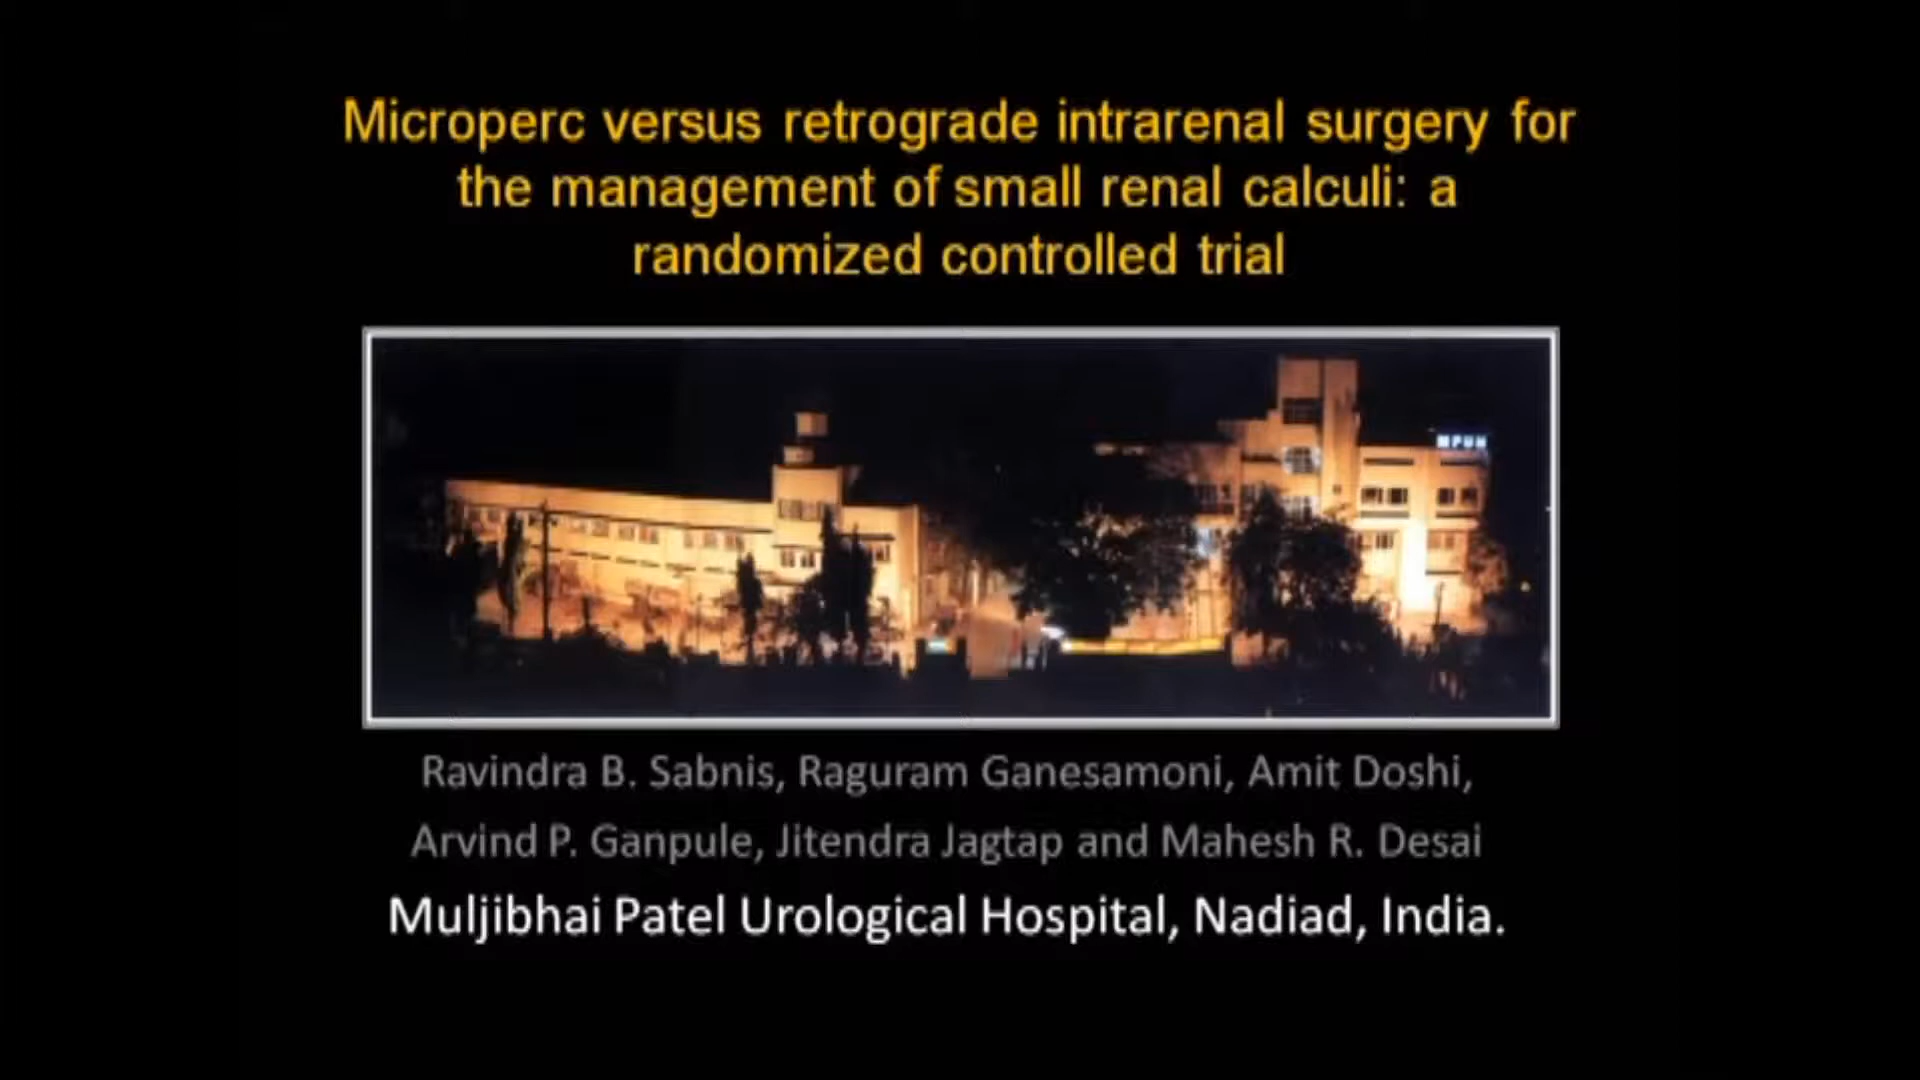 Microperc versus retrograde intrarenal surgery for
the management of small renal calculi: a
randomized controlled trial
MPUH
Ravindra B. Sabnis, Raguram Ganesamoni, Amit Doshi,
Arvind P. Ganpule, Jitendra Jagtap and Mahesh R. Desai
Muljibhai Patel Urological Hospital, Nadiad, India.